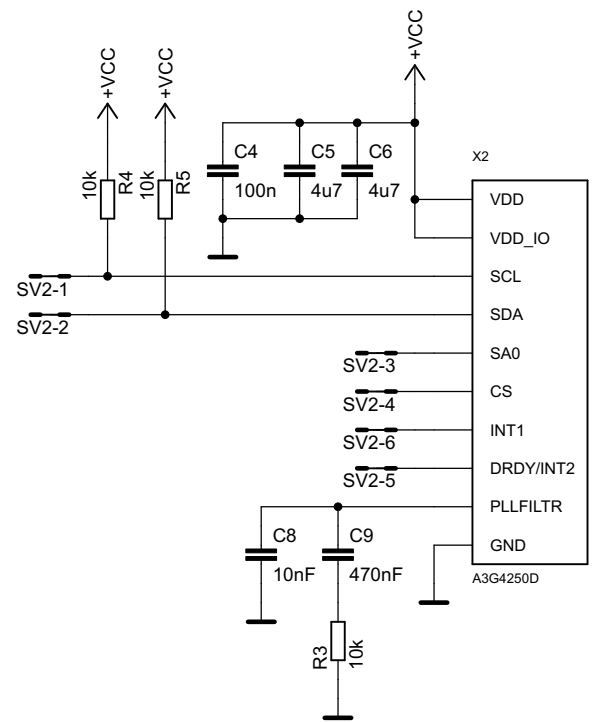 +VCC
+VCC
+VCC
10k
R4
10k
R5
C4
100n
C5
4u7
C6
4u7
X2
VDD
VDD_IO
SCL
SDA
SA0
CS
INT1
DRDY/INT2
PLLFILTR
GND
A3G4250D
SV2-1
SV2-2
SV2-3
SV2-4
SV2-6
SV2-5
C8
10nF
C9
470nF
R3
10k